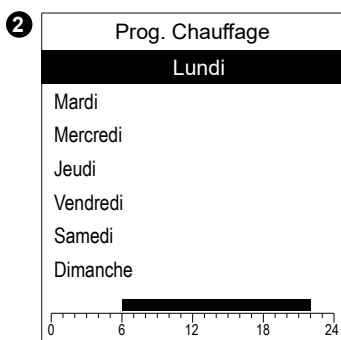 2
Prog. Chauffage
Lundi
Mardi
Mercredi
Jeudi
Vendredi
Samedi
Dimanche
0 6 12 18 24